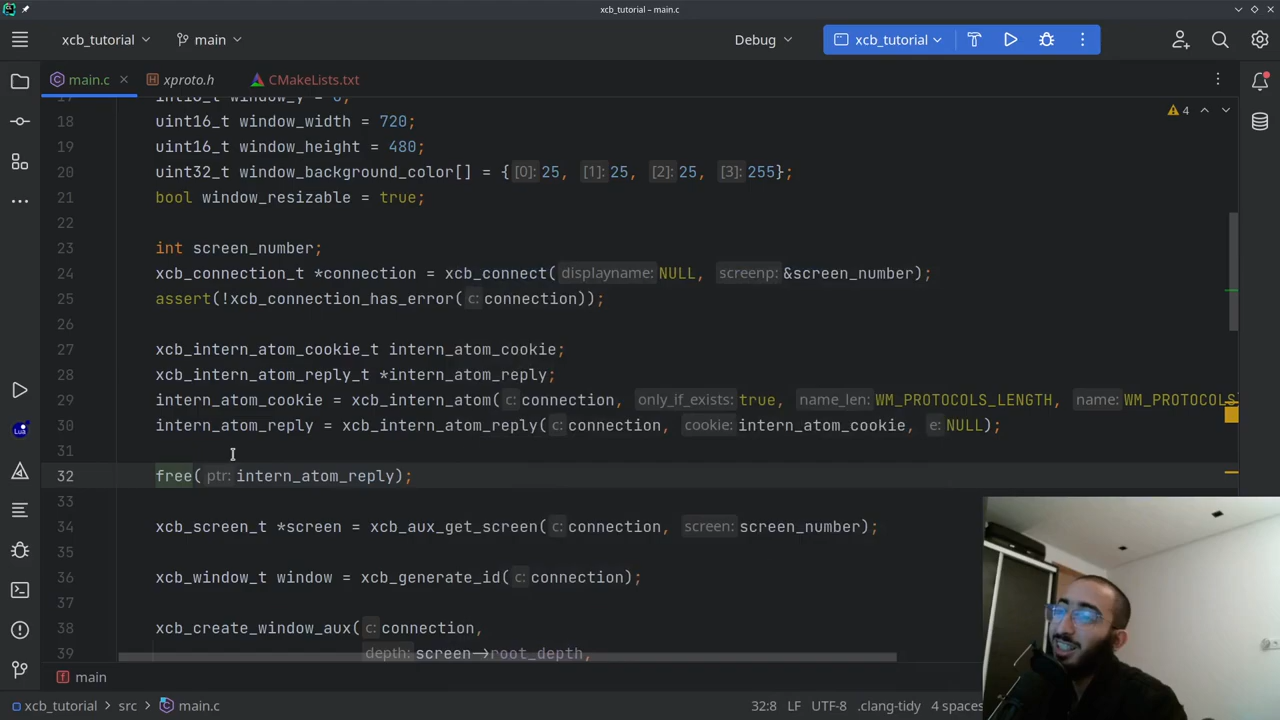 xcb_tutorial – main.c
xcb_tutorial main Debug xcb_tutorial
main.c xproto.h CMakeLists.txt
4
18 uint16_t window_width = 720;
19 uint16_t window_height = 480;
20 uint32_t window_background_color[] = {[0]: 25, [1]: 25, [2]: 25, [3]: 255};
21 bool window_resizable = true;
22
23 int screen_number;
24 xcb_connection_t *connection = xcb_connect( displayname: NULL, screenp: &screen_number);
25 assert(!xcb_connection_has_error( c: connection));
26
27 xcb_intern_atom_cookie_t intern_atom_cookie;
28 xcb_intern_atom_reply_t *intern_atom_reply;
29 intern_atom_cookie = xcb_intern_atom( c: connection, only_if_exists: true, name_len: WM_PROTOCOLS_LENGTH, name: WM_PROTOCOLS
30 intern_atom_reply = xcb_intern_atom_reply( c: connection, cookie: intern_atom_cookie, e: NULL);
31
32 free( ptr: intern_atom_reply);
33
34 xcb_screen_t *screen = xcb_aux_get_screen( c: connection, screen: screen_number);
35
36 xcb_window_t window = xcb_generate_id( c: connection);
37
38 xcb_create_window_aux( c: connection,
39 depth: screen→root_depth,
Lua
f main
xcb_tutorial › src › main.c 32:8 LF UTF-8 .clang-tidy 4 spaces